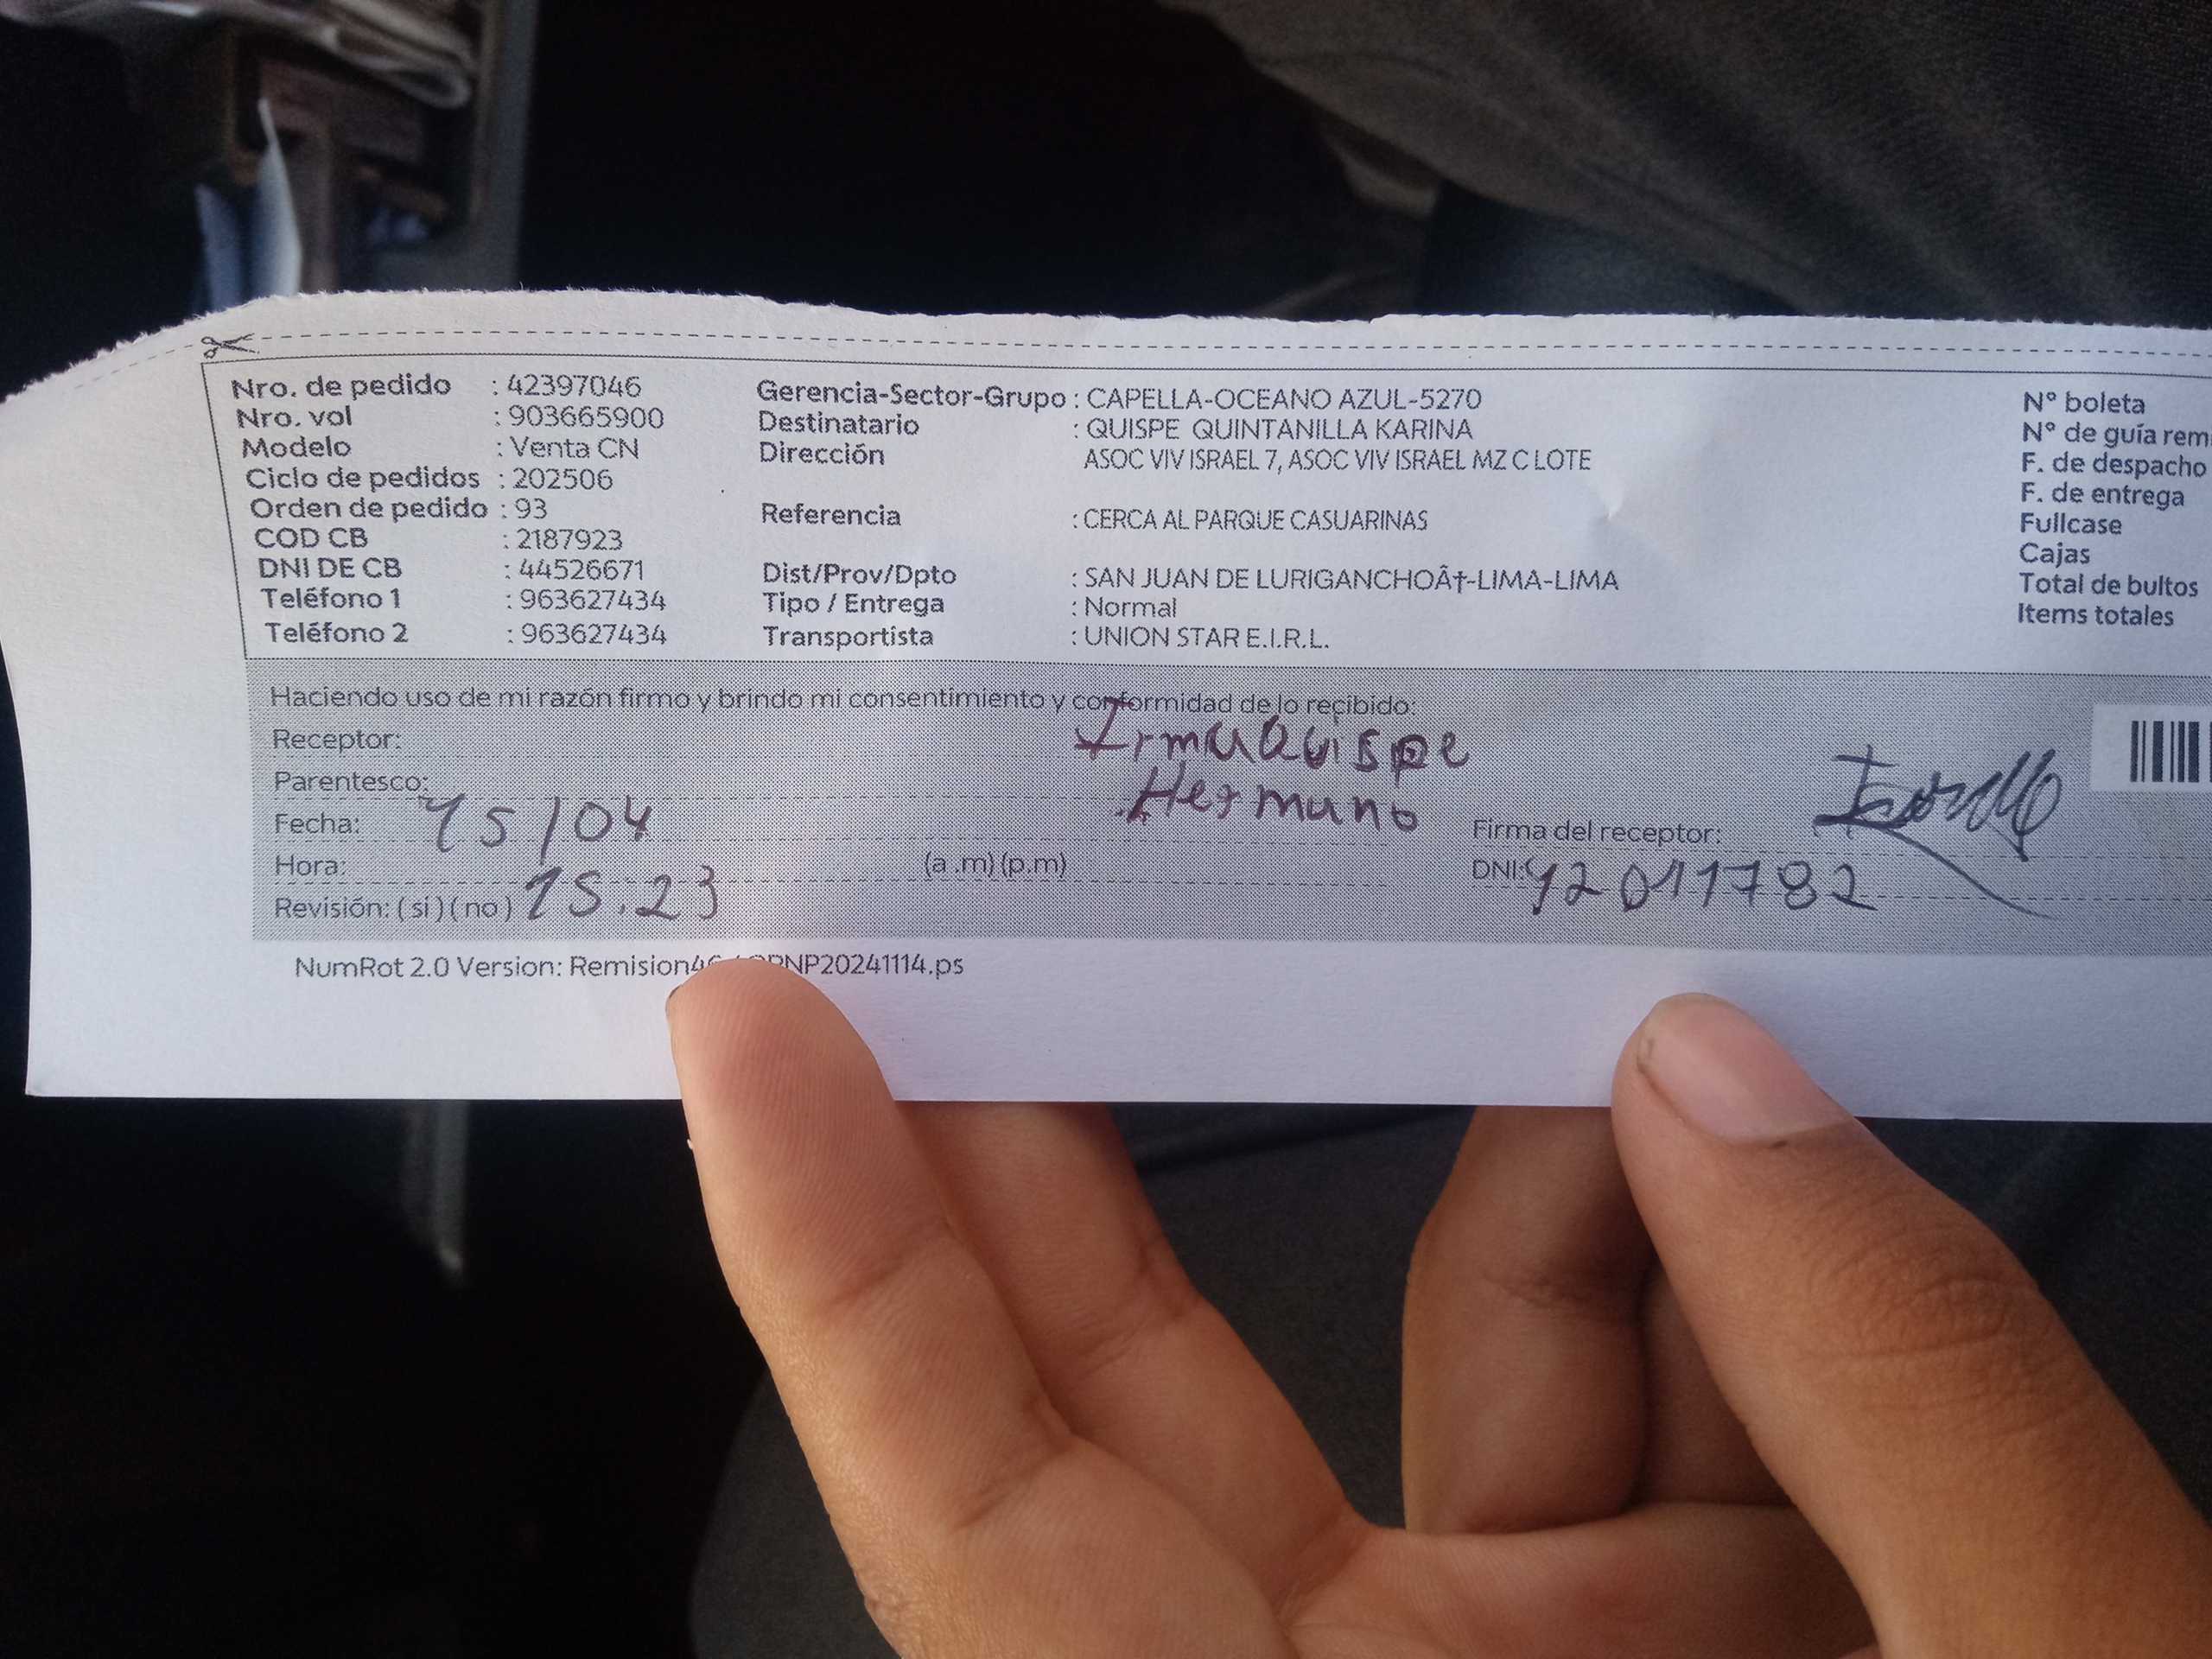 Nro. de pedido : 42397046
Nro. vol : 903665900
Modelo : Venta CN
Ciclo de pedidos : 202506
Orden de pedido : 93
COD CB : 2187923
DNI DE CB : 44526671
Teléfono 1 : 963627434
Teléfono 2 : 963627434
Gerencia-Sector-Grupo : CAPELLA-OCEANO AZUL-5270
Destinatario : QUISPE QUINTANILLA KARINA
Dirección ASOC VIV ISRAEL 7, ASOC VIV ISRAEL MZ C LOTE
Referencia : CERCA AL PARQUE CASUARINAS
Dist/Prov/Dpto : SAN JUAN DE LURIGANCHOÂ†-LIMA-LIMA
Tipo / Entrega : Normal
Transportista : UNION STAR E.I.R.L.
N° boleta
N° de guía rem
F. de despacho
F. de entrega
Fullcase
Cajas
Total de bultos
Items totales
Haciendo uso de mi razón firmo y brindo mi consentimiento y conformidad de lo recibido:
Receptor: Irma Quispe
Parentesco: Hermano
Fecha: 15/04
Firma del receptor:
Hora: (a .m) (p.m)
DNI: 42011782
Revisión: ( si ) ( no ) 15.23
NumRot 2.0 Version: